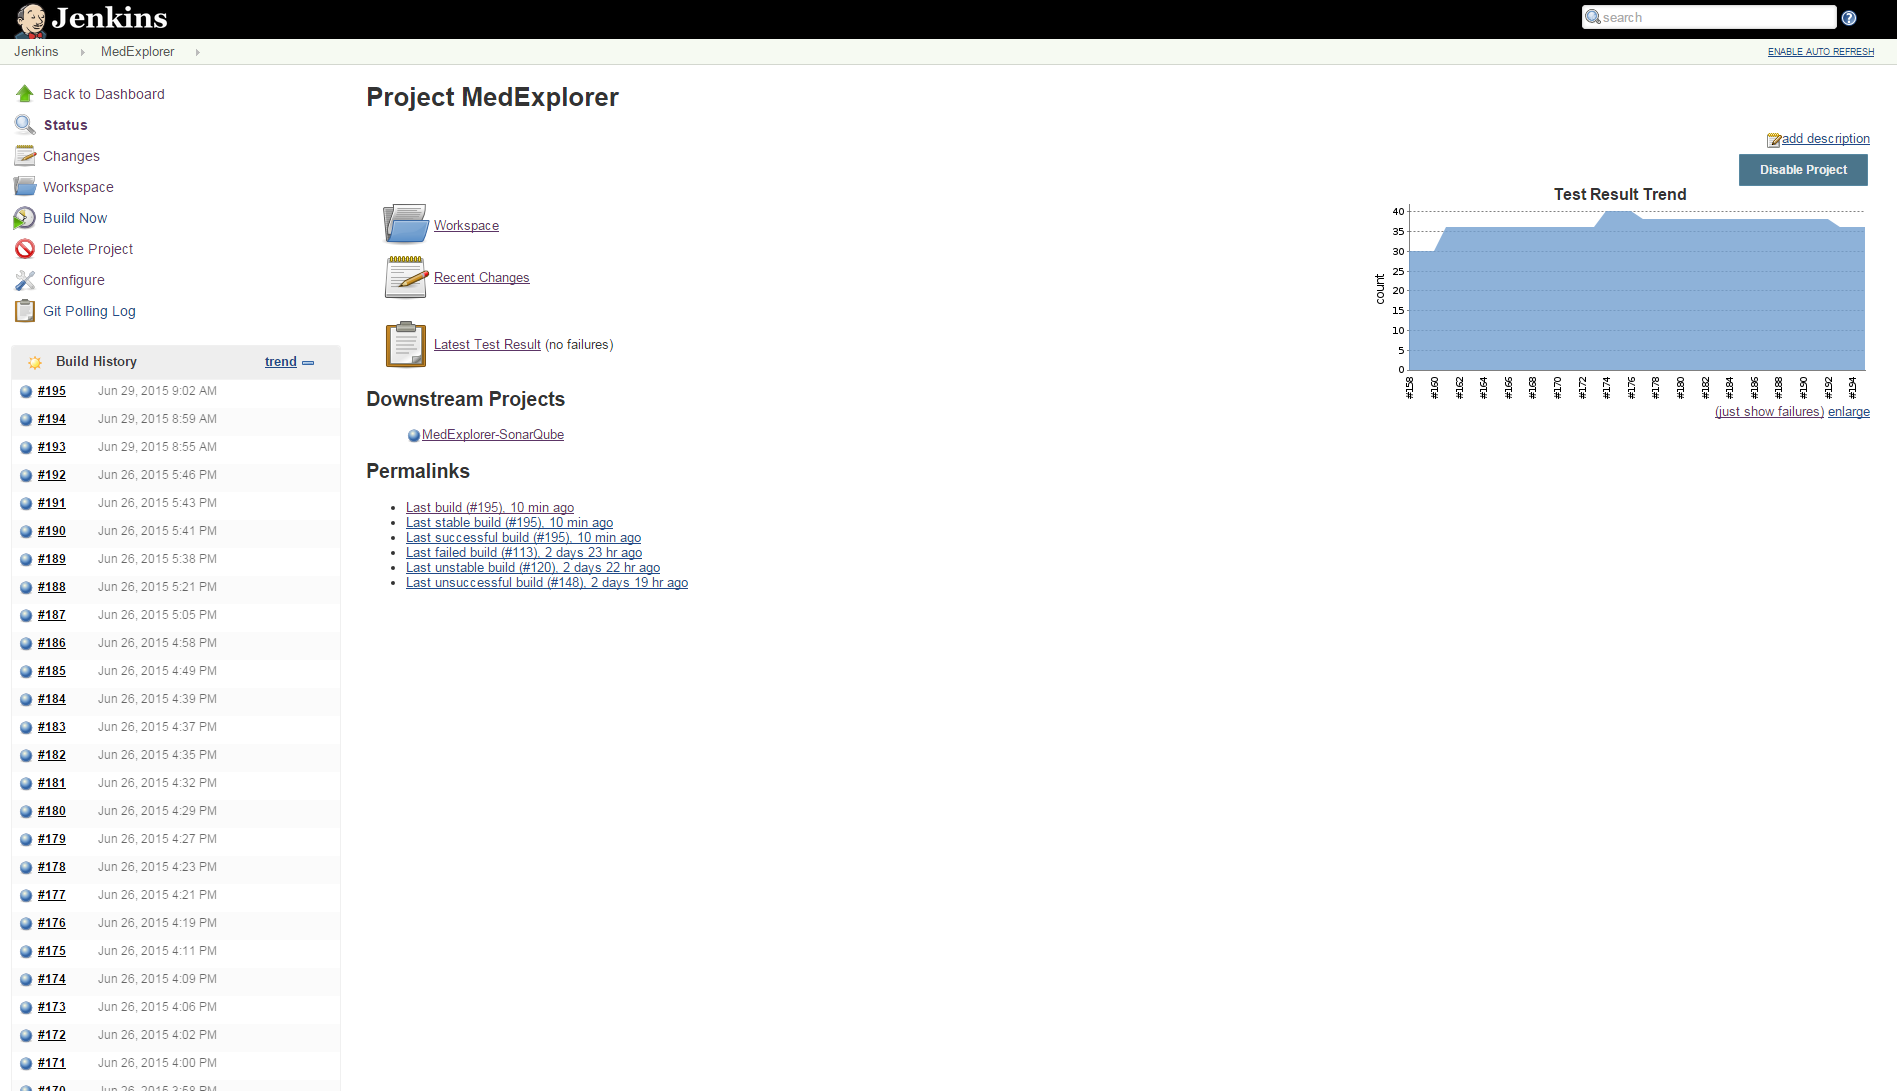 Jenkins
search
Jenkins MedExplorer
ENABLE AUTO REFRESH
Back to Dashboard
Status
Changes
Workspace
Build Now
Delete Project
Configure
Git Polling Log
Build History trend
#195 Jun 29, 2015 9:02 AM
#194 Jun 29, 2015 8:59 AM
#193 Jun 29, 2015 8:55 AM
#192 Jun 26, 2015 5:46 PM
#191 Jun 26, 2015 5:43 PM
#190 Jun 26, 2015 5:41 PM
#189 Jun 26, 2015 5:38 PM
#188 Jun 26, 2015 5:21 PM
#187 Jun 26, 2015 5:05 PM
#186 Jun 26, 2015 4:58 PM
#185 Jun 26, 2015 4:49 PM
#184 Jun 26, 2015 4:39 PM
#183 Jun 26, 2015 4:37 PM
#182 Jun 26, 2015 4:35 PM
#181 Jun 26, 2015 4:32 PM
#180 Jun 26, 2015 4:29 PM
#179 Jun 26, 2015 4:27 PM
#178 Jun 26, 2015 4:23 PM
#177 Jun 26, 2015 4:21 PM
#176 Jun 26, 2015 4:19 PM
#175 Jun 26, 2015 4:11 PM
#174 Jun 26, 2015 4:09 PM
#173 Jun 26, 2015 4:06 PM
#172 Jun 26, 2015 4:02 PM
#171 Jun 26, 2015 4:00 PM
#170 Jun 26, 2015 3:58 PM
Project MedExplorer
add description
Disable Project
Workspace
Recent Changes
Latest Test Result (no failures)
Downstream Projects
MedExplorer-SonarQube
Permalinks
Last build (#195), 10 min ago
Last stable build (#195), 10 min ago
Last successful build (#195), 10 min ago
Last failed build (#113), 2 days 23 hr ago
Last unstable build (#120), 2 days 22 hr ago
Last unsuccessful build (#148), 2 days 19 hr ago
Test Result Trend
count
40
35
30
25
20
15
10
5
0
#158 #160 #162 #164 #166 #168 #170 #172 #174 #176 #178 #180 #182 #184 #186 #188 #190 #192 #194
(just show failures) enlarge